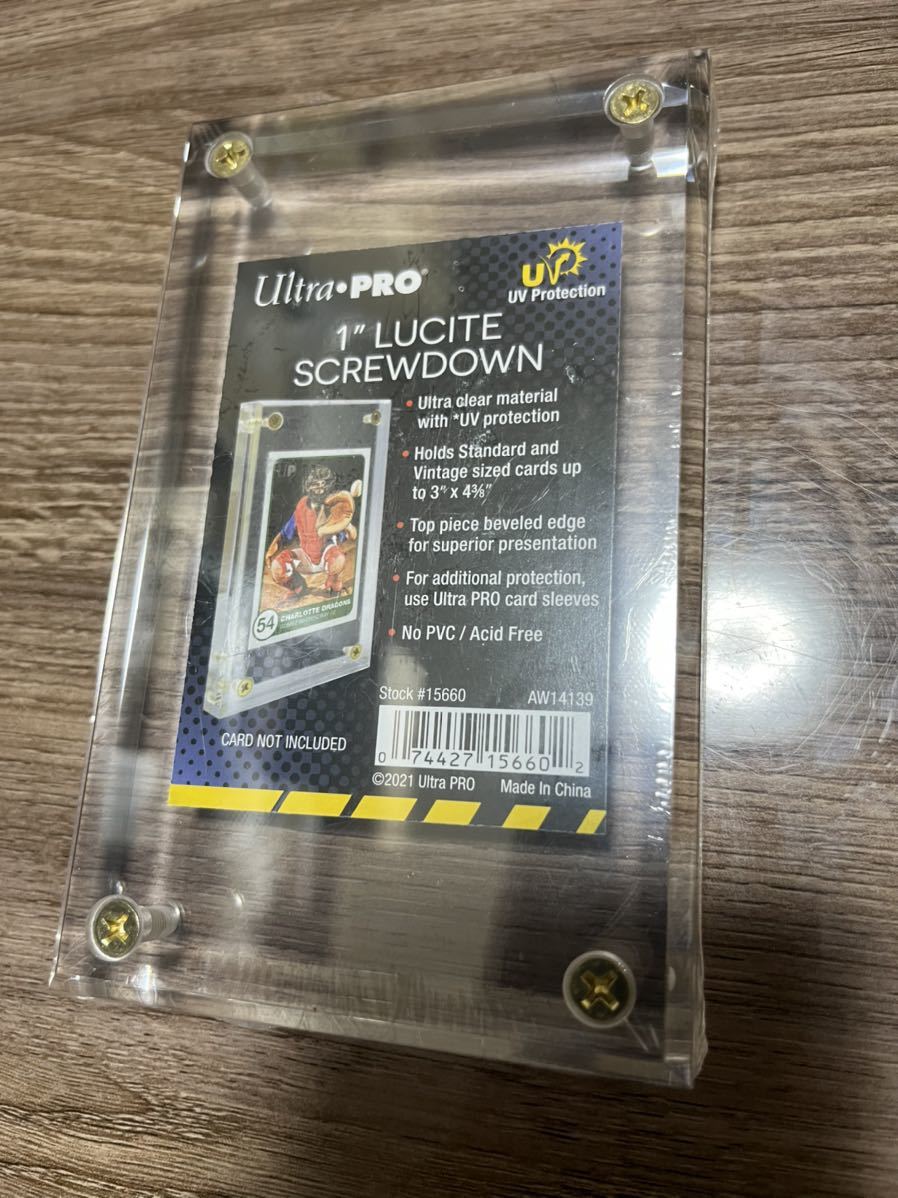 Ultra•PRO®
UV
UV Protection
1" LUCITE
SCREWDOWN
• Ultra clear material
with *UV protection
• Holds Standard and
Vintage sized cards up
to 3" x 4⅜"
• Top piece beveled edge
for superior presentation
• For additional protection,
use Ultra PRO card sleeves
• No PVC / Acid Free
54
CHARLOTTE DRAGONS
CARD NOT INCLUDED
Stock #15660
AW14139
0 74427 15660 2
©2021 Ultra PRO
Made In China